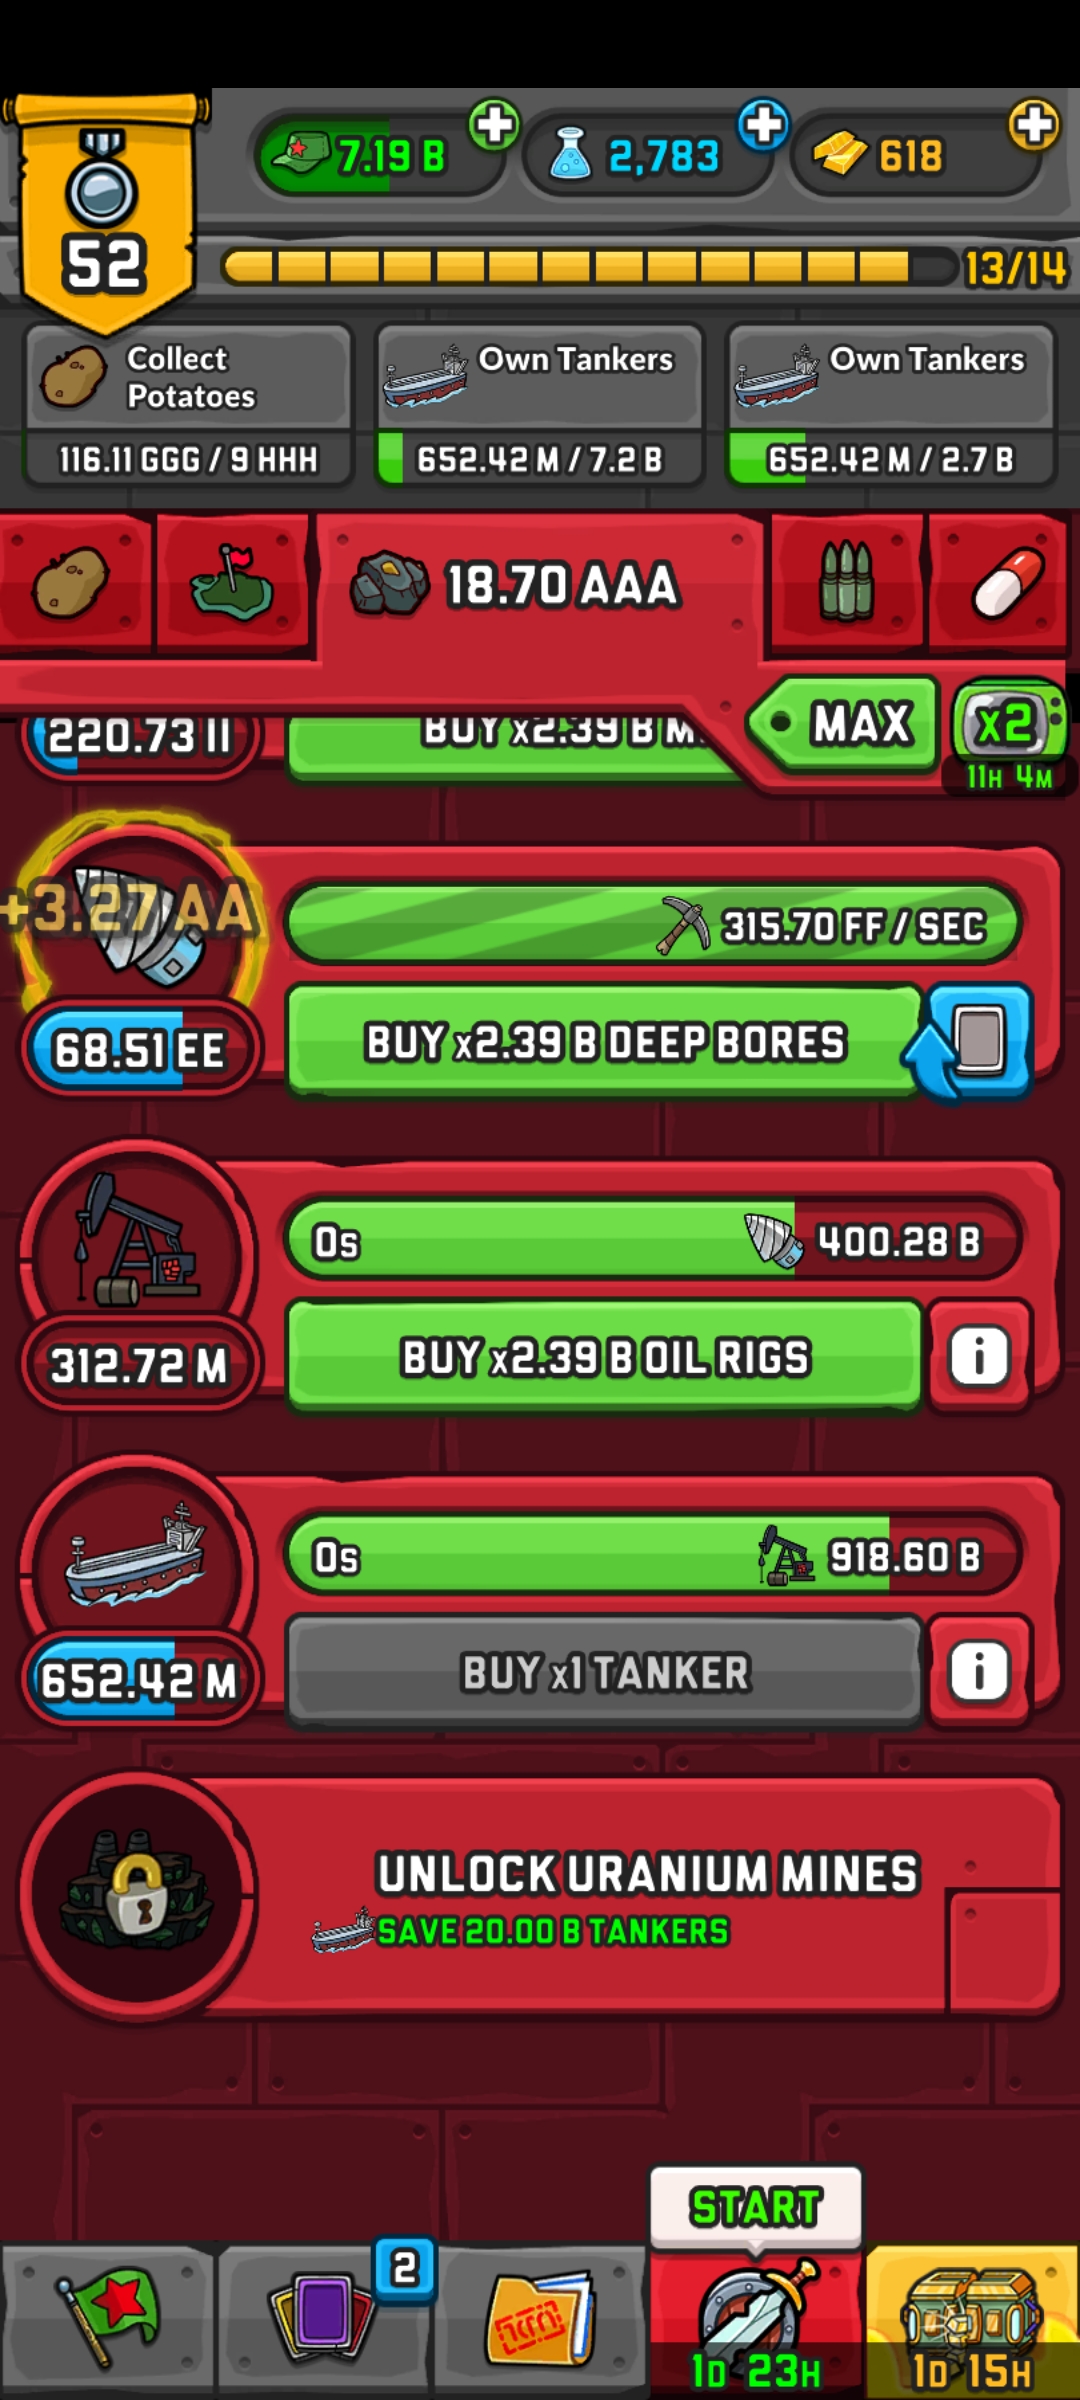 7.19 B
2,783
618
52
13/14
Collect
Potatoes
116.11 GGG / 9 HHH
Own Tankers
652.42 M / 7.2 B
Own Tankers
652.42 M / 2.7 B
18.70 AAA
MAX
x2
11H 4M
220.73 II
BUY x2.39 B M
+3.27 AA
315.70 FF / SEC
68.51 EE
BUY x2.39 B DEEP BORES
0s
400.28 B
312.72 M
BUY x2.39 B OIL RIGS
i
0s
918.60 B
652.42 M
BUY x1 TANKER
i
UNLOCK URANIUM MINES
SAVE 20.00 B TANKERS
START
2
1D 23H
1D 15H